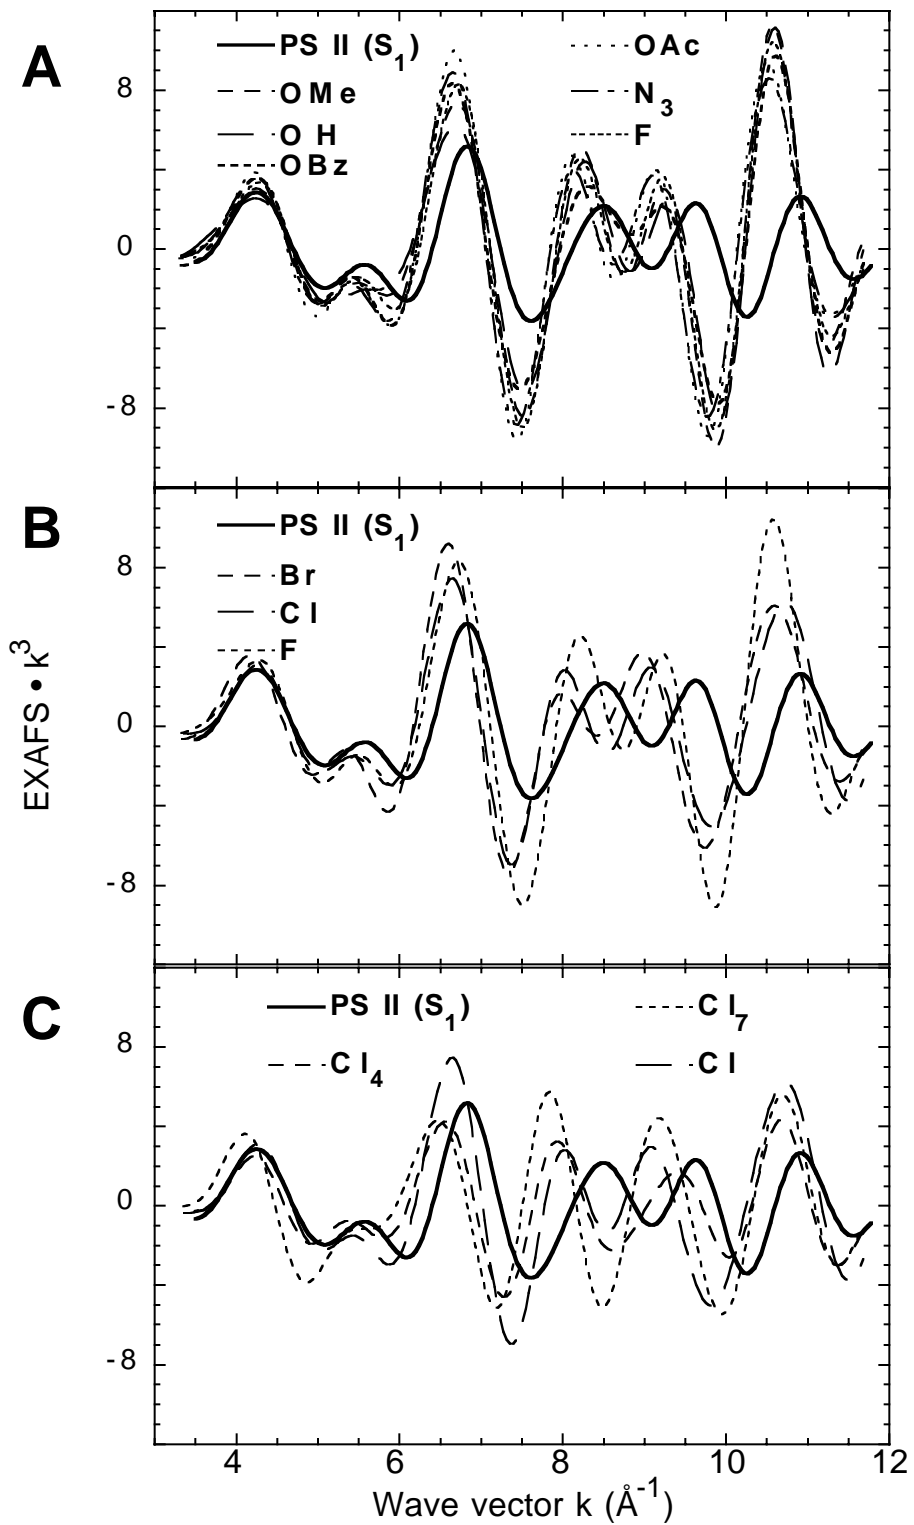 A
PS II (S1)
OMe
OH
OBz
OAc
N3
F
8
0
-8
B
PS II (S1)
Br
Cl
F
8
0
-8
EXAFS • k³
C
PS II (S1)
Cl4
Cl7
Cl
8
0
-8
4 6 8 10 12
Wave vector k (Å⁻¹)